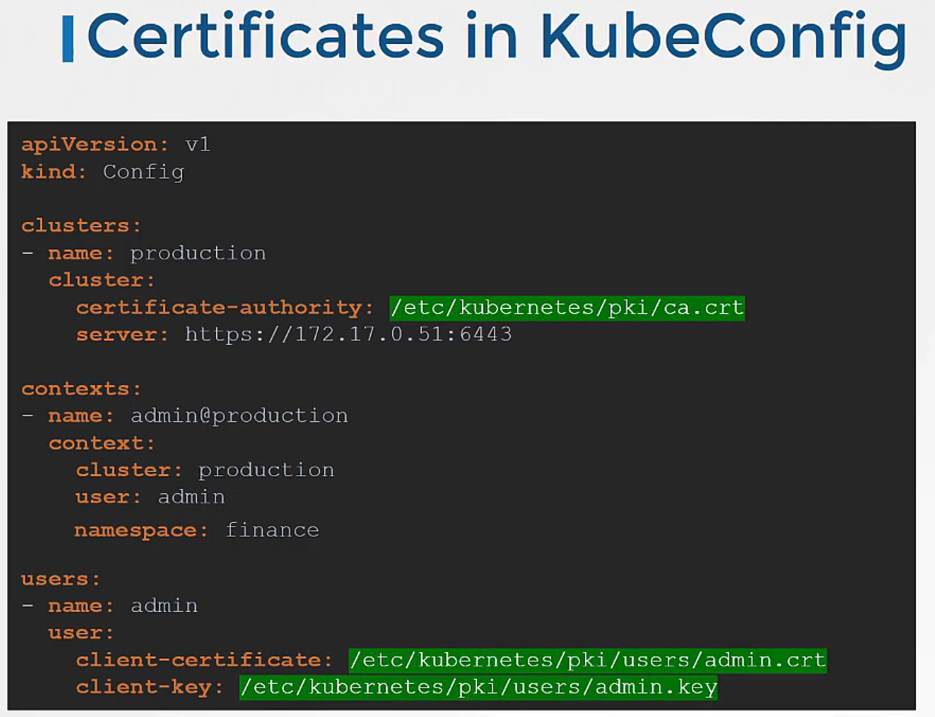 Certificates in KubeConfig
apiVersion: v1
kind: Config
clusters:
- name: production
cluster:
certificate-authority: /etc/kubernetes/pki/ca.crt
server: https://172.17.0.51:6443
contexts:
- name: admin@production
context:
cluster: production
user: admin
namespace: finance
users:
- name: admin
user:
client-certificate: /etc/kubernetes/pki/users/admin.crt
client-key: /etc/kubernetes/pki/users/admin.key